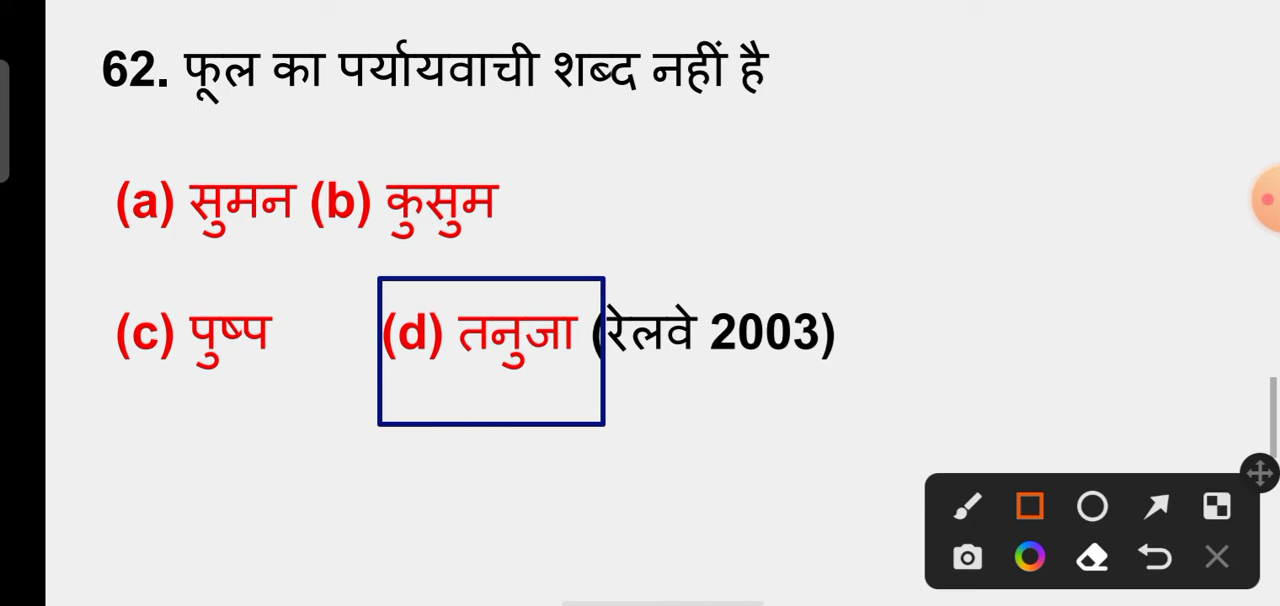 62. फूल का पर्यायवाची शब्द नहीं है
(a) सुमन (b) कुसुम
(c) पुष्प (d) तनुजा (रेलवे 2003)